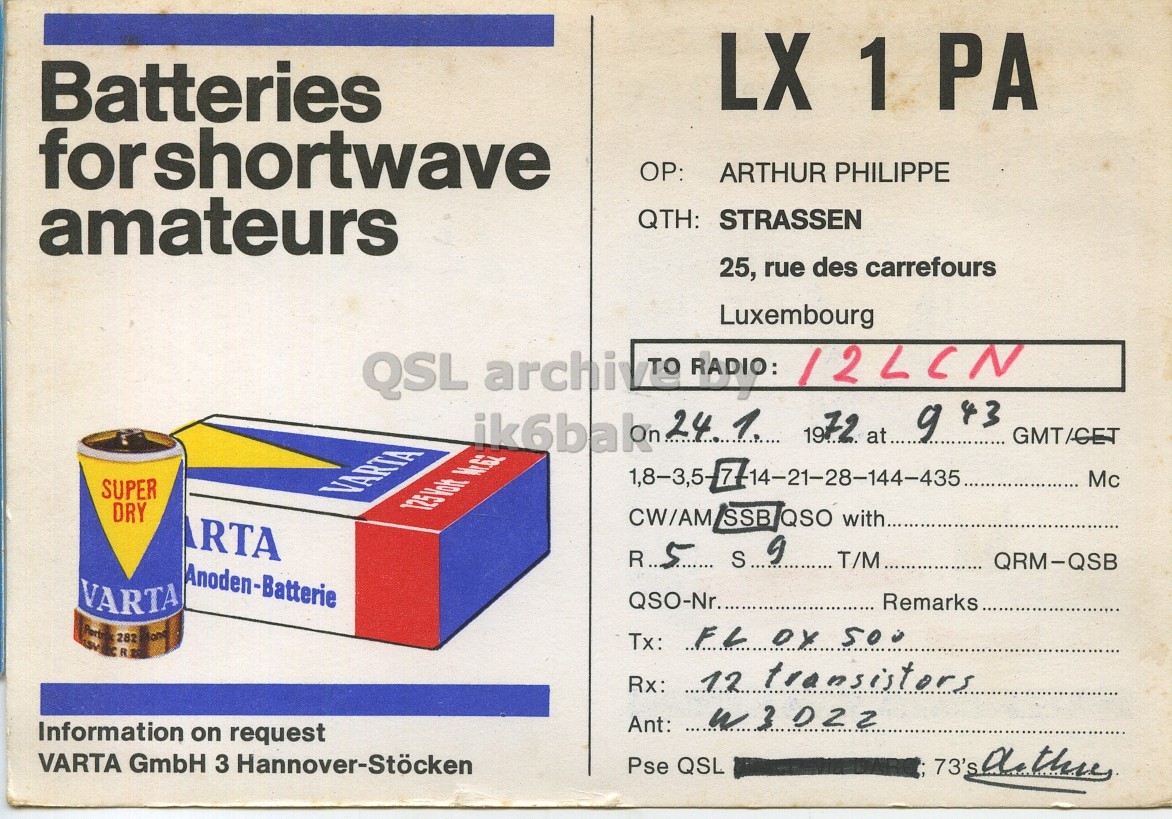 Batteries
for shortwave
amateurs
SUPER
DRY
VARTA
VARTA
125 Volt Nr. 62
ARTA
Anoden-Batterie
Information on request
VARTA GmbH 3 Hannover-Stöcken
LX 1 PA
OP: ARTHUR PHILIPPE
QTH: STRASSEN
25, rue des carrefours
Luxembourg
TO RADIO: I2LCN
QSL archive by
ik6bak
On 24.1. 1972 at 9 43 GMT/CET
1,8–3,5–7–14–21–28–144–435 Mc
CW/AM/SSB/QSO with
R 5 S 9 T/M QRM–QSB
QSO-Nr. Remarks
Tx: FL DX 500
Rx: 12 transistors
Ant: W3DZZ
Pse QSL ; 73's Arthur